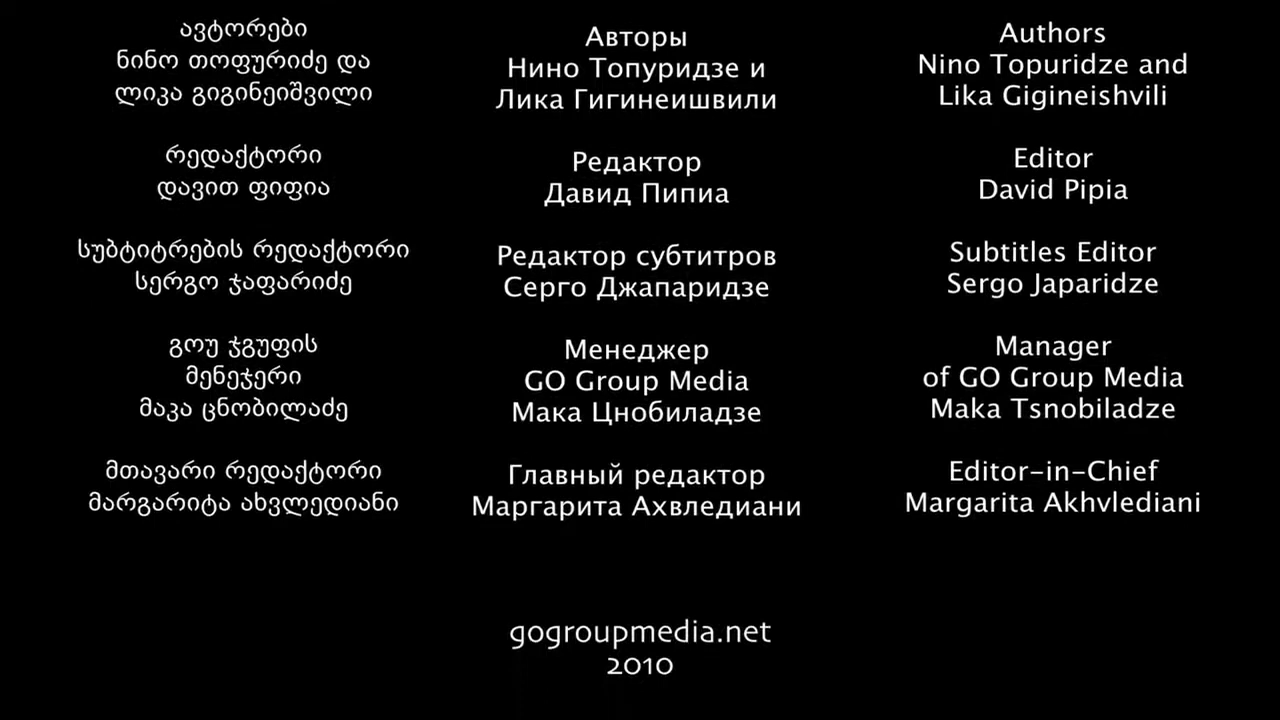 ავტორები
ნინო თოფურიძე და
ლიკა გიგინეიშვილი
რედაქტორი
დავით ფიფია
სუბტიტრების რედაქტორი
სერგო ჯაფარიძე
გოუ ჯგუფის
მენეჯერი
მაკა ცნობილაძე
მთავარი რედაქტორი
მარგარიტა ახვლედიანი
Авторы
Нино Топуридзе и
Лика Гигинеишвили
Редактор
Давид Пипиа
Редактор субтитров
Серго Джапаридзе
Менеджер
GO Group Media
Мака Цнобиладзе
Главный редактор
Маргарита Ахвледиани
Authors
Nino Topuridze and
Lika Gigineishvili
Editor
David Pipia
Subtitles Editor
Sergo Japaridze
Manager
of GO Group Media
Maka Tsnobiladze
Editor-in-Chief
Margarita Akhvlediani
gogroupmedia.net
2010